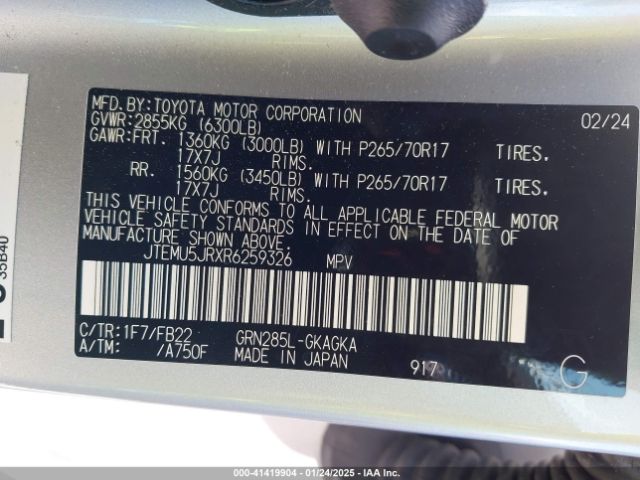 MFD. BY: TOYOTA MOTOR CORPORATION 02/24
GVWR: 2855KG (6300LB)
GAWR: FRT. 1360KG (3000LB) WITH P265/70R17 TIRES.
17X7J RIMS.
RR. 1560KG (3450LB) WITH P265/70R17 TIRES.
17X7J RIMS.
THIS VEHICLE CONFORMS TO ALL APPLICABLE FEDERAL MOTOR
VEHICLE SAFETY STANDARDS IN EFFECT ON THE DATE OF
MANUFACTURE SHOWN ABOVE.
JTEMU5JRXR6259326 MPV
C/TR: 1F7/FB22 GRN285L-GKAGKA
A/TM: /A750F MADE IN JAPAN 917 G
35B40
000-41419904 - 01/24/2025 - IAA Inc.